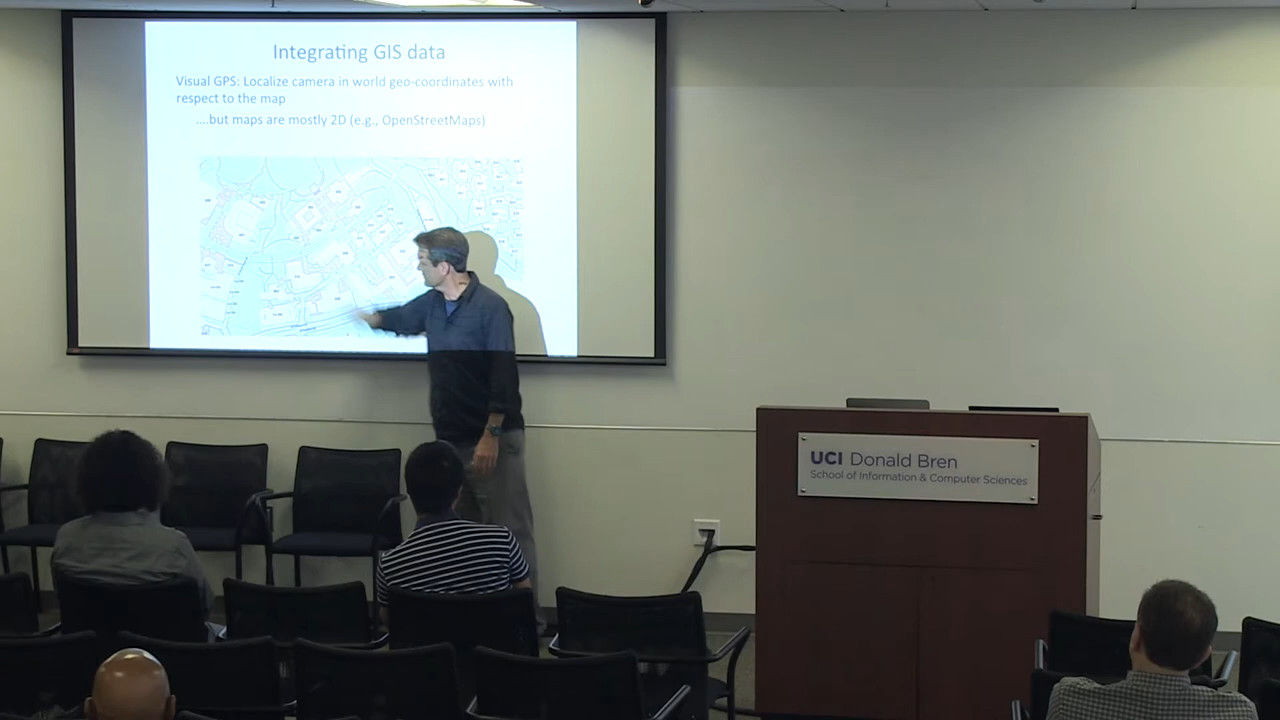 Integrating GIS data
Visual GPS: Localize camera in world geo-coordinates with
respect to the map
....but maps are mostly 2D (e.g., OpenStreetMaps)
UCI Donald Bren
School of Information & Computer Sciences